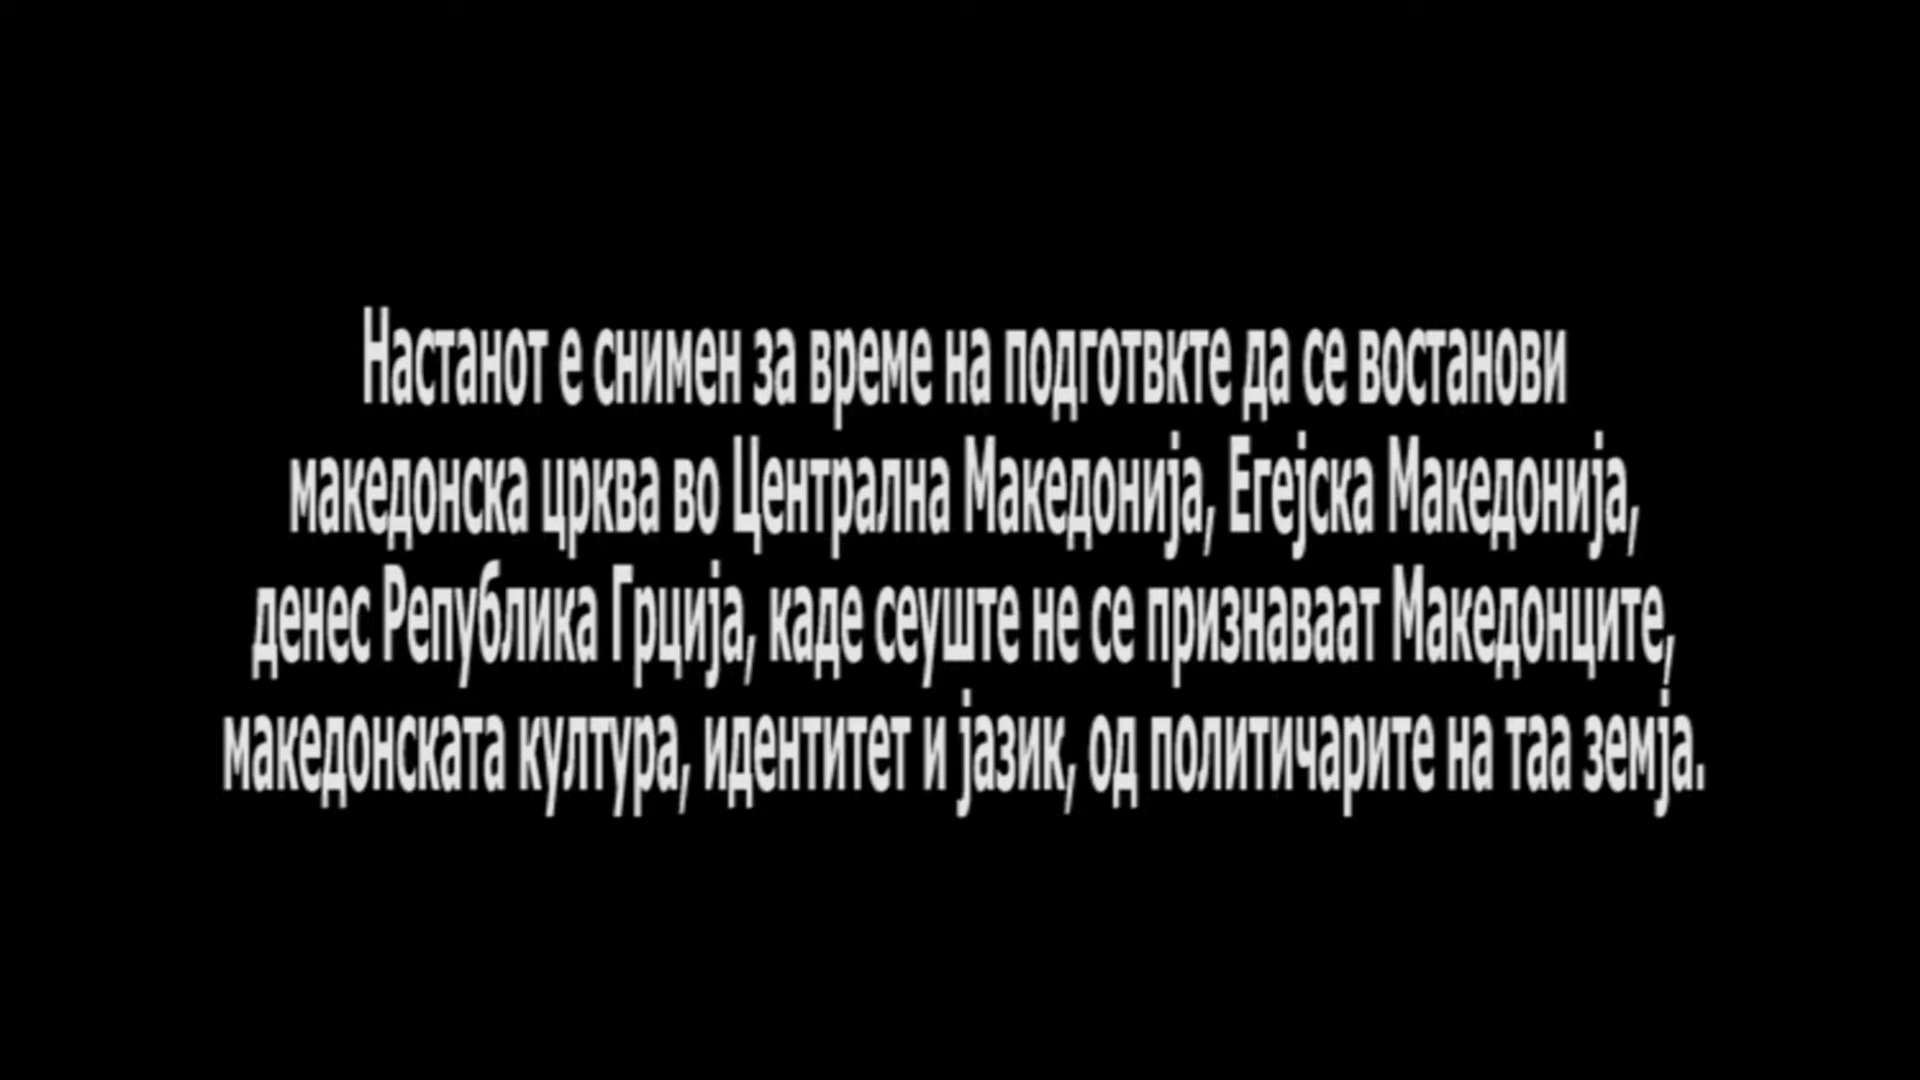 Настанот е снимен за време на подготвкте да се востанови
македонска црква во Централна Македонија, Егејска Македонија,
денес Република Грција, каде сеуште не се признаваат Македонците,
македонската култура, идентитет и јазик, од политичарите на таа земја.